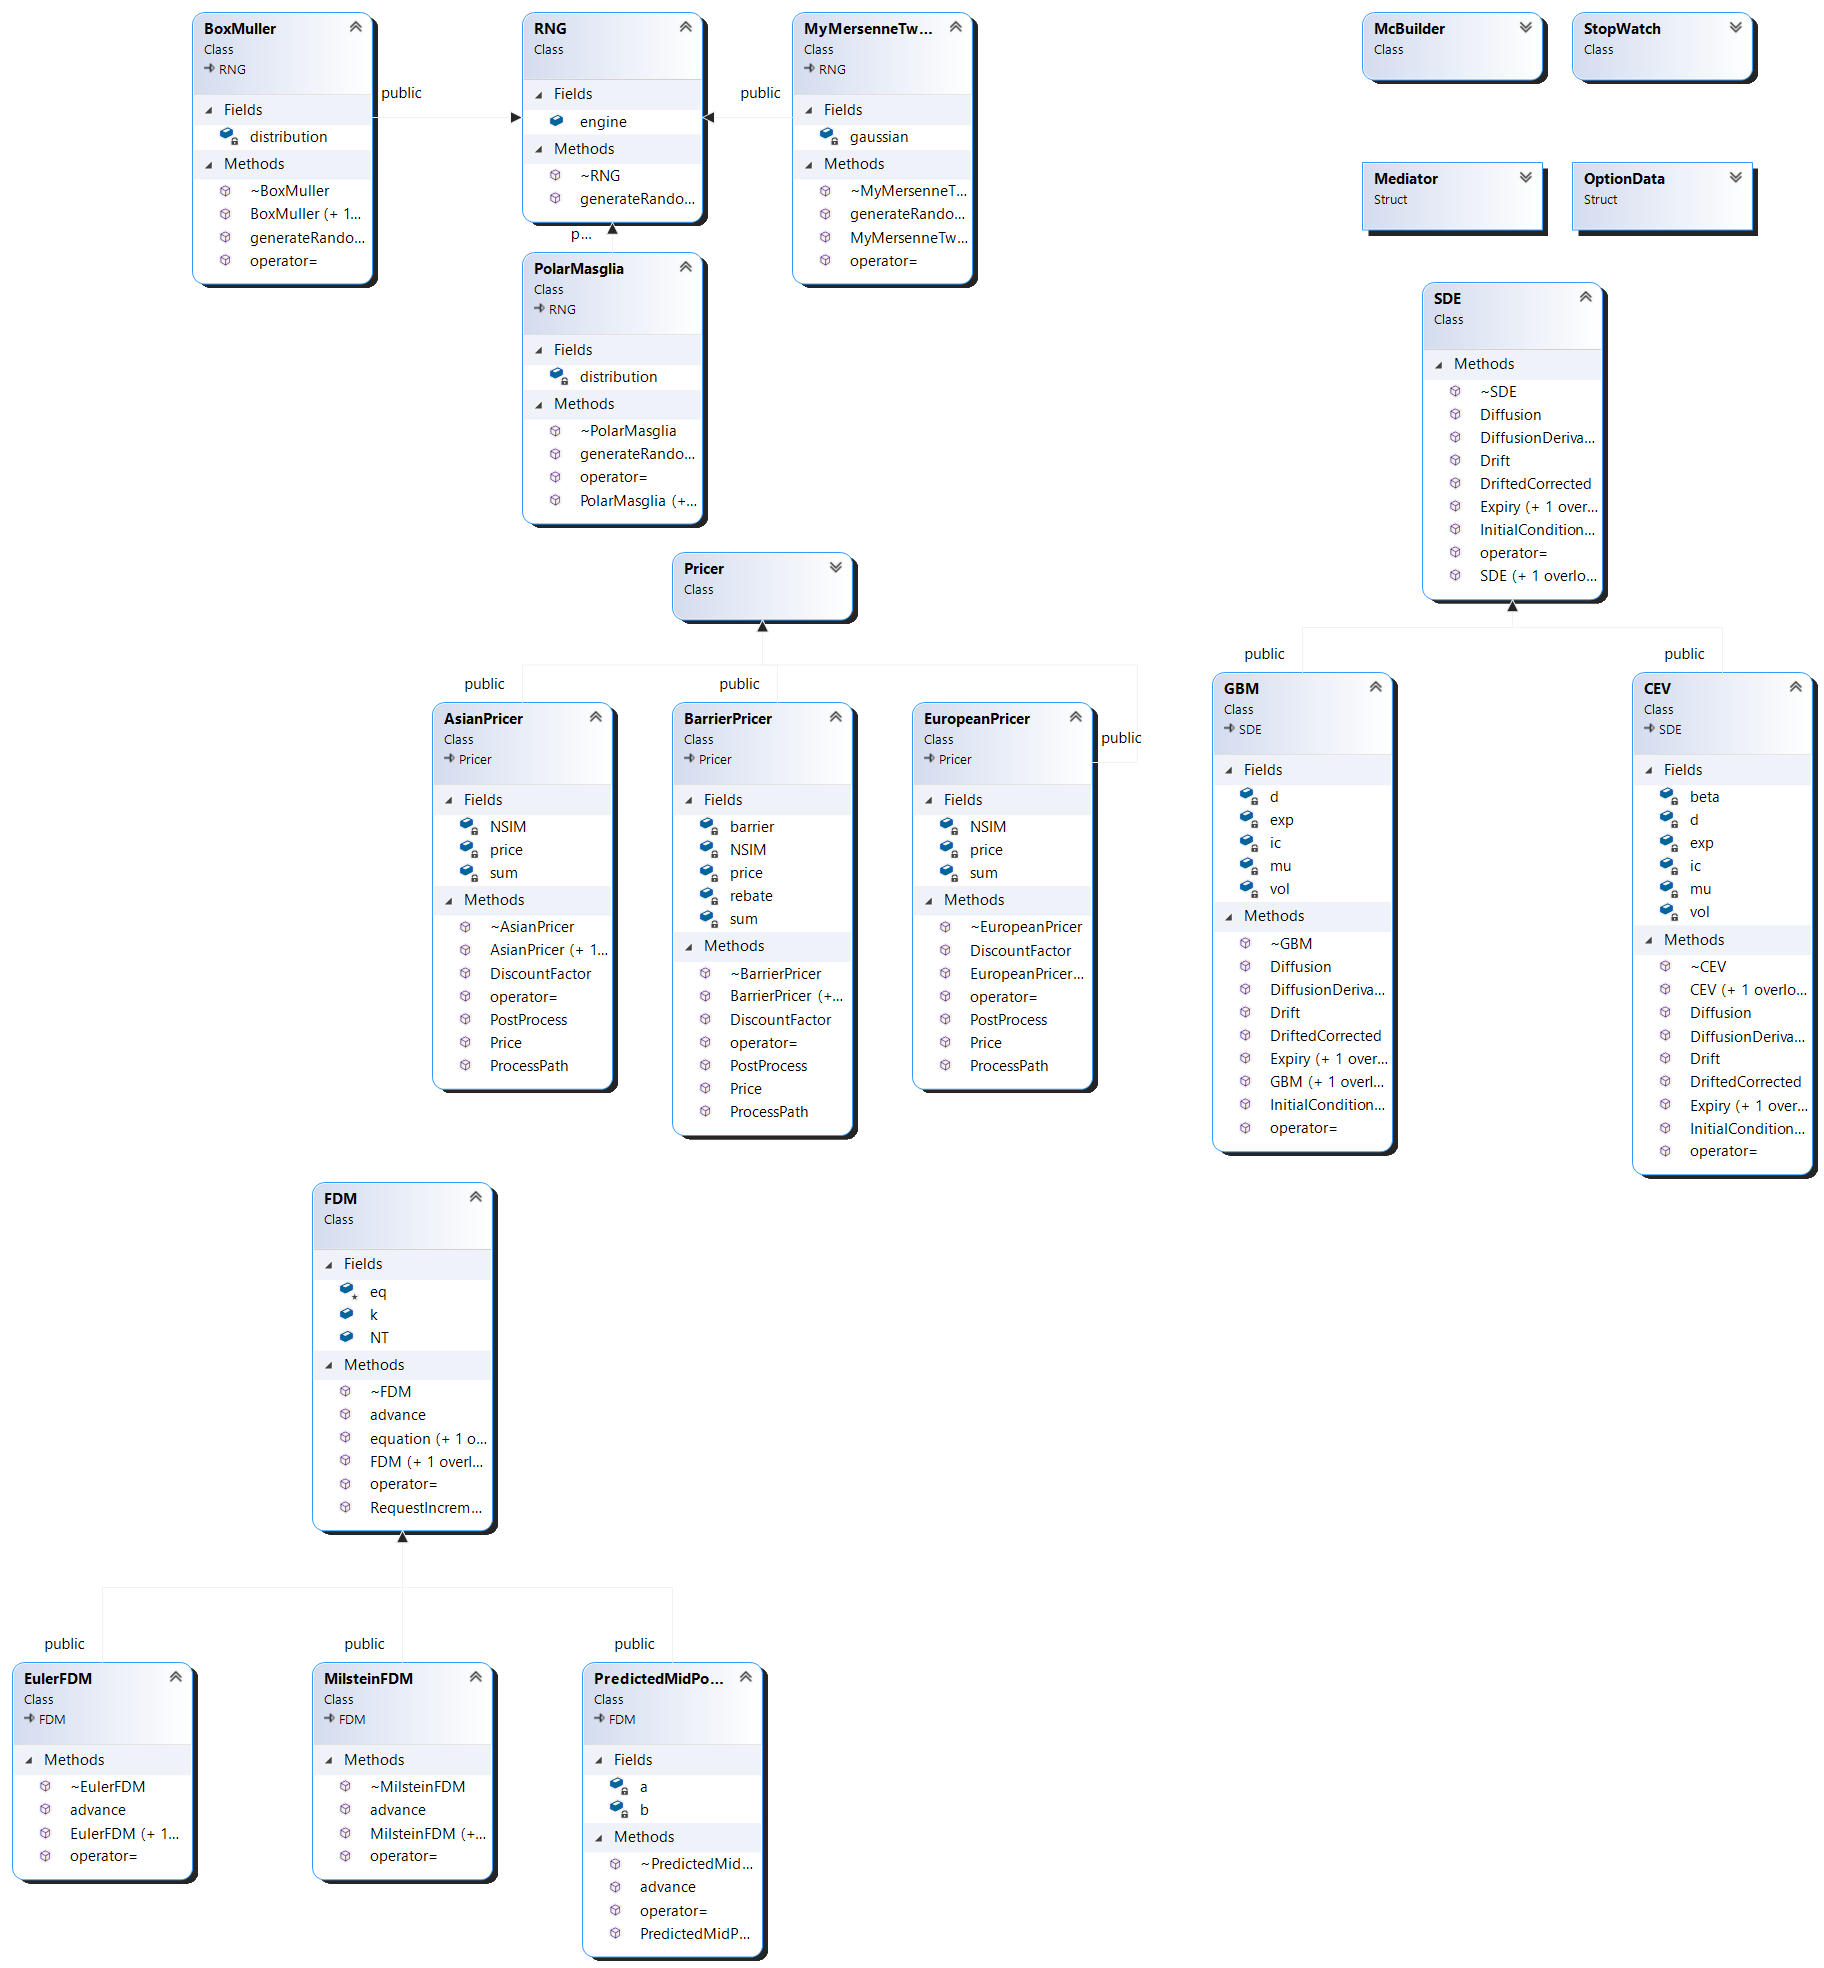 BoxMuller
Class
RNG
Fields
distribution
Methods
~BoxMuller
BoxMuller (+ 1...
generateRando...
operator=
public
RNG
Class
Fields
engine
Methods
~RNG
generateRando...
public
MyMersenneTw...
Class
RNG
Fields
gaussian
Methods
~MyMersenneT...
generateRando...
MyMersenneTw...
operator=
p...
PolarMasglia
Class
RNG
Fields
distribution
Methods
~PolarMasglia
generateRando...
operator=
PolarMasglia (+...
McBuilder
Class
StopWatch
Class
Mediator
Struct
OptionData
Struct
SDE
Class
Methods
~SDE
Diffusion
DiffusionDeriva...
Drift
DriftedCorrected
Expiry (+ 1 over...
InitialCondition...
operator=
SDE (+ 1 overlo...
Pricer
Class
public
AsianPricer
Class
Pricer
Fields
NSIM
price
sum
Methods
~AsianPricer
AsianPricer (+ 1...
DiscountFactor
operator=
PostProcess
Price
ProcessPath
public
BarrierPricer
Class
Pricer
Fields
barrier
NSIM
price
rebate
sum
Methods
~BarrierPricer
BarrierPricer (+...
DiscountFactor
operator=
PostProcess
Price
ProcessPath
EuropeanPricer
Class
Pricer
Fields
NSIM
price
sum
Methods
~EuropeanPricer
DiscountFactor
EuropeanPricer...
operator=
PostProcess
Price
ProcessPath
public
public
GBM
Class
SDE
Fields
d
exp
ic
mu
vol
Methods
~GBM
Diffusion
DiffusionDeriva...
Drift
DriftedCorrected
Expiry (+ 1 over...
GBM (+ 1 overl...
InitialCondition...
operator=
public
CEV
Class
SDE
Fields
beta
d
exp
ic
mu
vol
Methods
~CEV
CEV (+ 1 overlo...
Diffusion
DiffusionDeriva...
Drift
DriftedCorrected
Expiry (+ 1 over...
InitialCondition...
operator=
FDM
Class
Fields
eq
k
NT
Methods
~FDM
advance
equation (+ 1 o...
FDM (+ 1 overl...
operator=
RequestIncrem...
public
EulerFDM
Class
FDM
Methods
~EulerFDM
advance
EulerFDM (+ 1...
operator=
public
MilsteinFDM
Class
FDM
Methods
~MilsteinFDM
advance
MilsteinFDM (+...
operator=
public
PredictedMidPo...
Class
FDM
Fields
a
b
Methods
~PredictedMid...
advance
operator=
PredictedMidP...